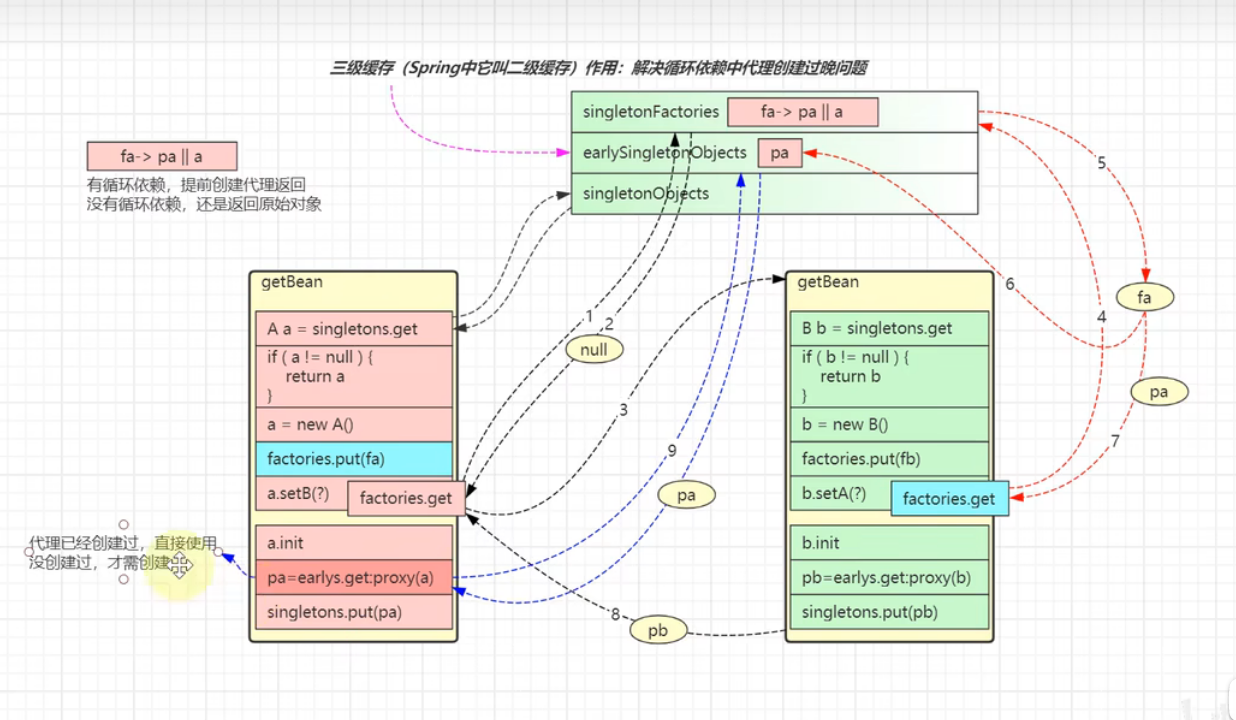 三级缓存（Spring中它叫二级缓存）作用：解决循环依赖中代理创建过晚问题
singletonFactories
fa-> pa || a
earlySingletonObjects
pa
singletonObjects
fa-> pa || a
有循环依赖，提前创建代理返回
没有循环依赖，还是返回原始对象
getBean
A a = singletons.get
if ( a != null ) {
return a
}
a = new A()
factories.put(fa)
a.setB(?)
factories.get
a.init
pa=earlys.get:proxy(a)
singletons.put(pa)
代理已经创建过，直接使用
没创建过，才需创建
1
2
null
3
9
pa
8
pb
getBean
B b = singletons.get
if ( b != null ) {
return b
}
b = new B()
factories.put(fb)
b.setA(?)
factories.get
b.init
pb=earlys.get:proxy(b)
singletons.put(pb)
5
6
fa
4
pa
7